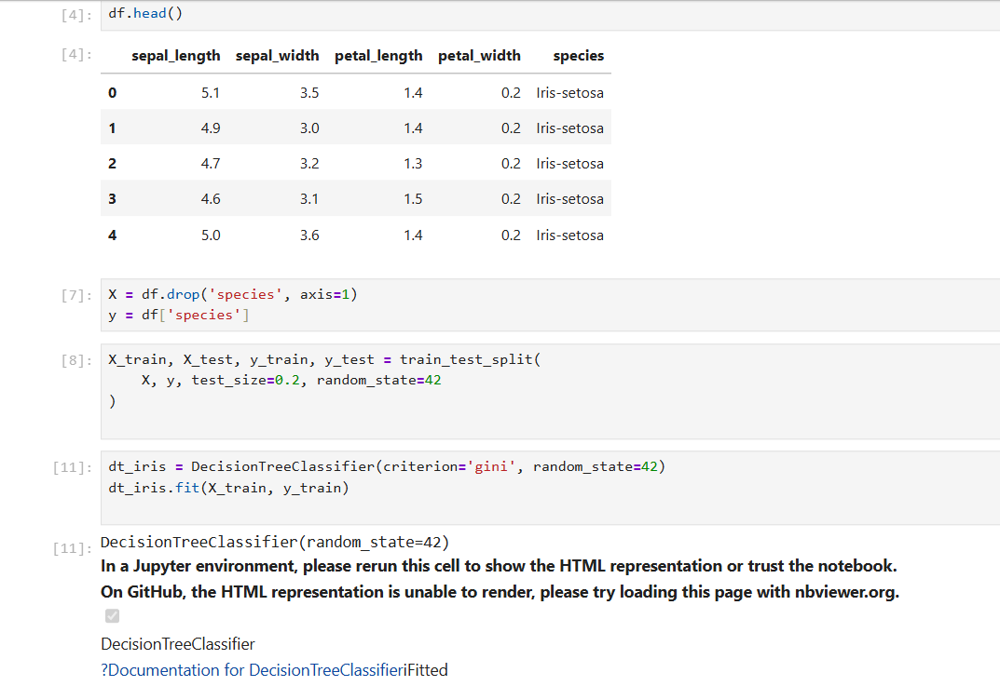 [4]: df.head()
[4]: sepal_length sepal_width petal_length petal_width species
0 5.1 3.5 1.4 0.2 Iris-setosa
1 4.9 3.0 1.4 0.2 Iris-setosa
2 4.7 3.2 1.3 0.2 Iris-setosa
3 4.6 3.1 1.5 0.2 Iris-setosa
4 5.0 3.6 1.4 0.2 Iris-setosa
[7]: X = df.drop('species', axis=1)
y = df['species']
[8]: X_train, X_test, y_train, y_test = train_test_split(
    X, y, test_size=0.2, random_state=42
)
[11]: dt_iris = DecisionTreeClassifier(criterion='gini', random_state=42)
dt_iris.fit(X_train, y_train)
[11]: DecisionTreeClassifier(random_state=42)
In a Jupyter environment, please rerun this cell to show the HTML representation or trust the notebook.
On GitHub, the HTML representation is unable to render, please try loading this page with nbviewer.org.
DecisionTreeClassifier
?Documentation for DecisionTreeClassifieriFitted